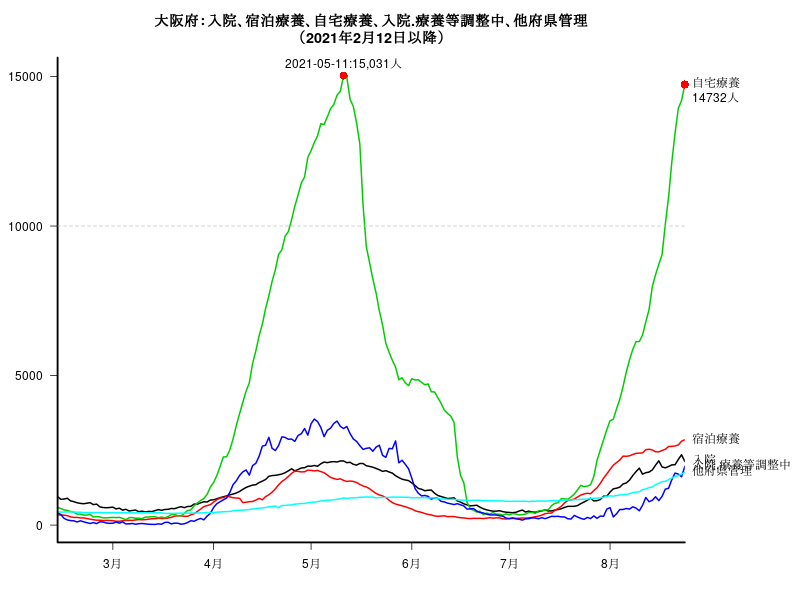 大阪府：入院、宿泊療養、自宅療養、入院.療養等調整中、他府県管理
（2021年2月12日以降）
2021-05-11:15,031人
15000
10000
5000
0
自宅療養
14732人
宿泊療養
入院
入院.療養等調整中
他府県管理
3月
4月
5月
6月
7月
8月